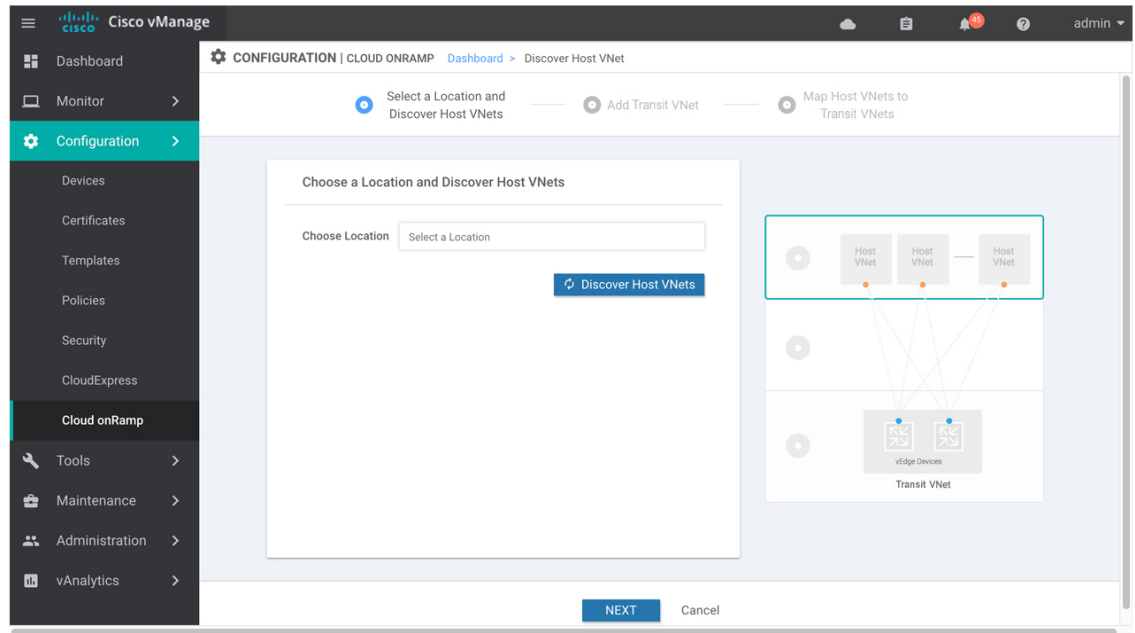 cisco Cisco vManage 45 admin
Dashboard
Monitor
Configuration
Devices
Certificates
Templates
Policies
Security
CloudExpress
Cloud onRamp
Tools
Maintenance
Administration
vAnalytics
CONFIGURATION | CLOUD ONRAMP Dashboard > Discover Host VNet
Select a Location and
Discover Host VNets
Add Transit VNet
Map Host VNets to
Transit VNets
Choose a Location and Discover Host VNets
Choose Location Select a Location
Discover Host VNets
Host
VNet
Host
VNet
Host
VNet
vEdge Devices
Transit VNet
NEXT Cancel